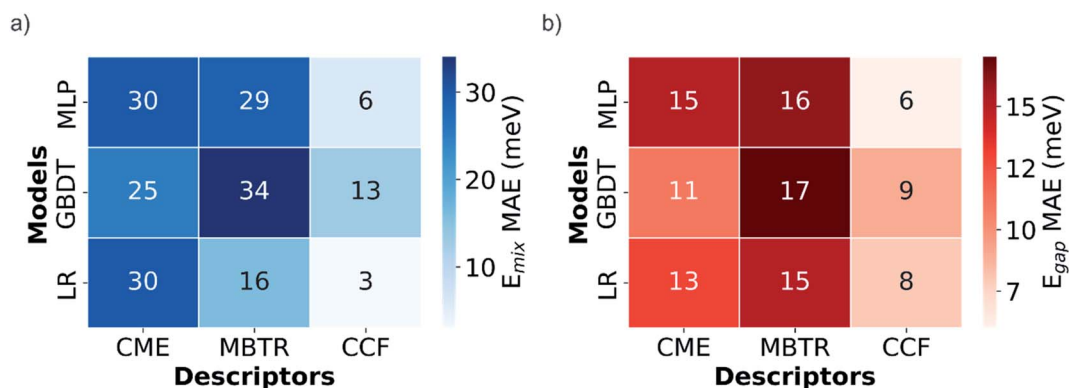 a)
MLP 30 29 6
GBDT 25 34 13
LR 30 16 3
CME MBTR CCF
Descriptors
Models
30
20
10
E_mix MAE (meV)
b)
MLP 15 16 6
GBDT 11 17 9
LR 13 15 8
CME MBTR CCF
Descriptors
Models
15
12
10
7
E_gap MAE (meV)